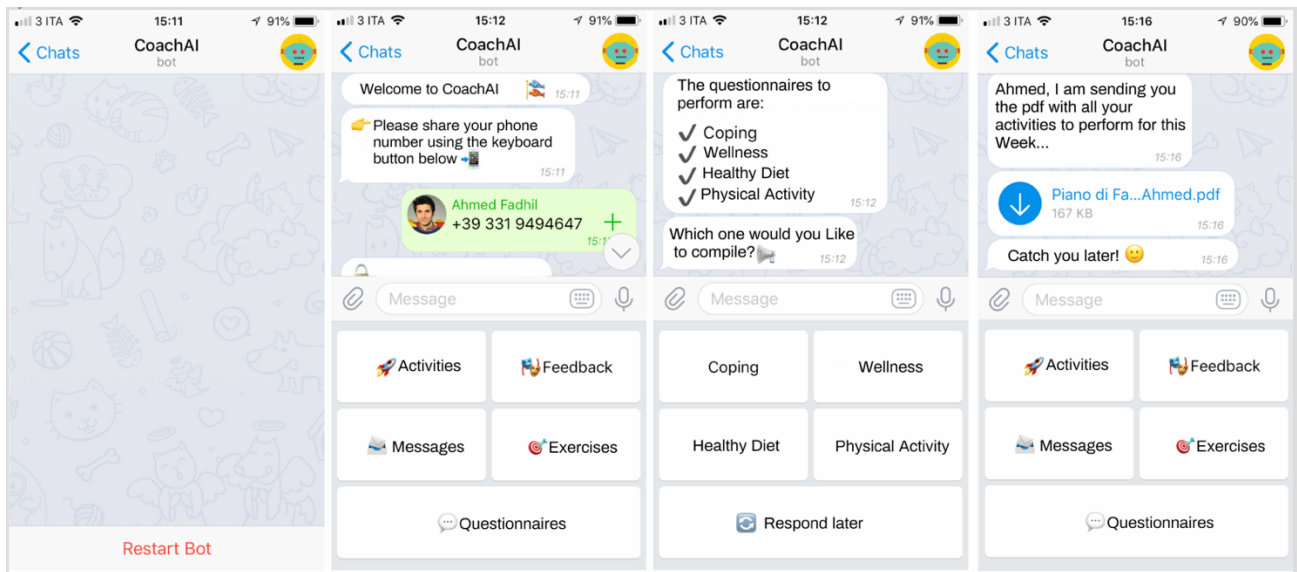 3 ITA 15:11 91%
Chats CoachAI
bot
Restart Bot
3 ITA 15:12 91%
Chats CoachAI
bot
Welcome to CoachAI 15:11
Please share your phone
number using the keyboard
button below
15:11
Ahmed Fadhil
+39 331 9494647
Message
Activities Feedback
Messages Exercises
Questionnaires
3 ITA 15:12 91%
Chats CoachAI
bot
The questionnaires to
perform are:
Coping
Wellness
Healthy Diet
Physical Activity 15:12
Which one would you Like
to compile? 15:12
Message
Coping Wellness
Healthy Diet Physical Activity
Respond later
3 ITA 15:16 90%
Chats CoachAI
bot
Ahmed, I am sending you
the pdf with all your
activities to perform for this
Week...
15:16
Piano di Fa...Ahmed.pdf
167 KB 15:16
Catch you later! 15:16
Message
Activities Feedback
Messages Exercises
Questionnaires